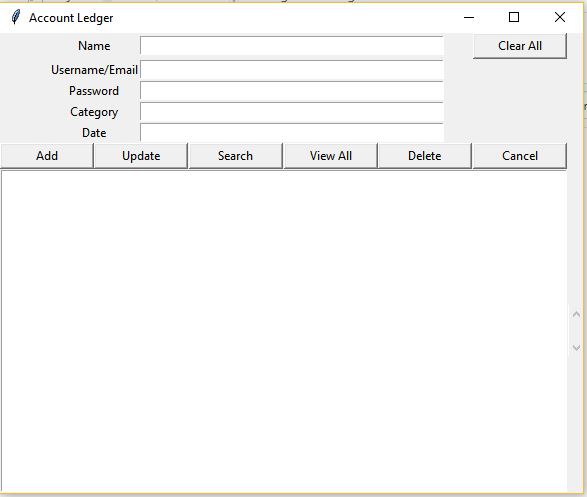 Account Ledger
Name
Clear All
Username/Email
Password
Category
Date
Add Update Search View All Delete Cancel